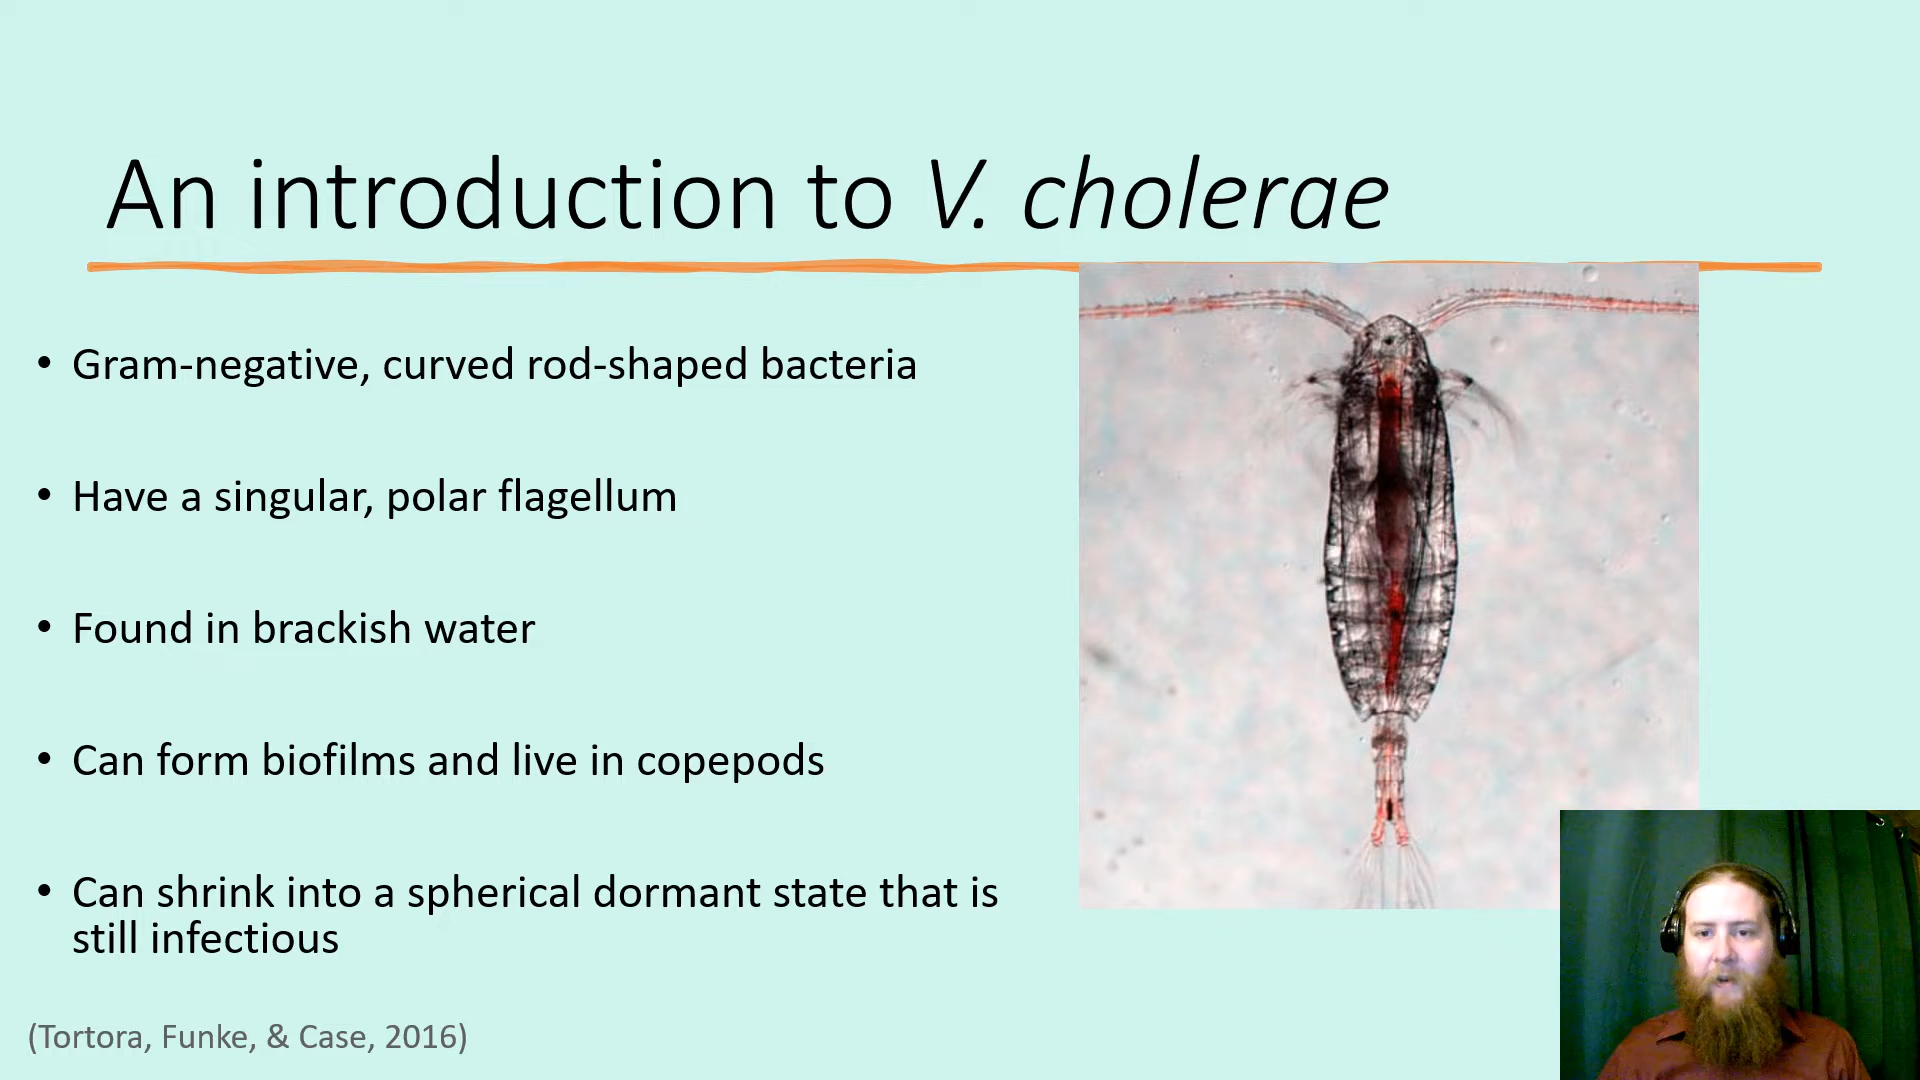 An introduction to V. cholerae
• Gram-negative, curved rod-shaped bacteria
• Have a singular, polar flagellum
• Found in brackish water
• Can form biofilms and live in copepods
• Can shrink into a spherical dormant state that is
still infectious
(Tortora, Funke, & Case, 2016)